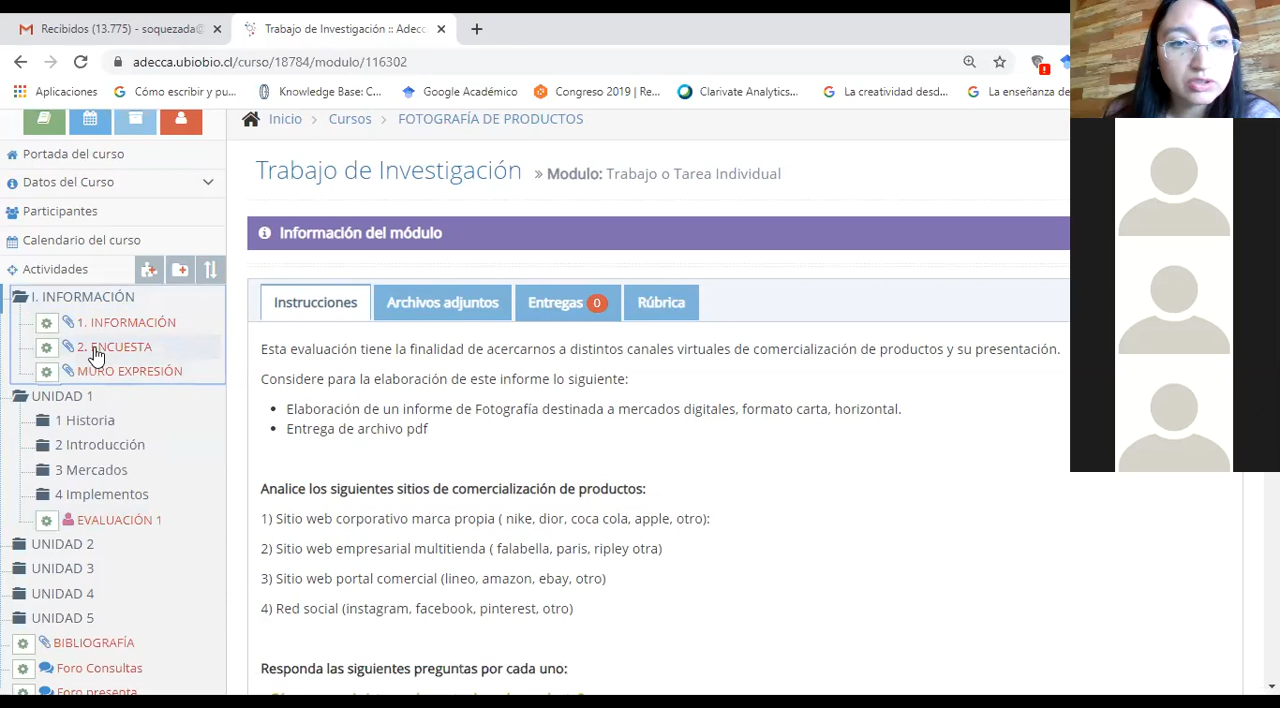 Recibidos (13.775) - soquezada@
Trabajo de Investigación :: Adecc
adecca.ubiobio.cl/curso/18784/modulo/116302
Aplicaciones
Cómo escribir y pu...
Knowledge Base: C...
Google Académico
Congreso 2019 | Re...
Clarivate Analytics...
La creatividad desd...
La enseñanza de
Inicio > Cursos > FOTOGRAFÍA DE PRODUCTOS
Portada del curso
Datos del Curso
Participantes
Calendario del curso
Actividades
I. INFORMACIÓN
1. INFORMACIÓN
2. ENCUESTA
MURO EXPRESIÓN
UNIDAD 1
1 Historia
2 Introducción
3 Mercados
4 Implementos
EVALUACIÓN 1
UNIDAD 2
UNIDAD 3
UNIDAD 4
UNIDAD 5
BIBLIOGRAFÍA
Foro Consultas
Foro presenta
Trabajo de Investigación » Modulo: Trabajo o Tarea Individual
Información del módulo
Instrucciones
Archivos adjuntos
Entregas 0
Rúbrica
Esta evaluación tiene la finalidad de acercarnos a distintos canales virtuales de comercialización de productos y su presentación.
Considere para la elaboración de este informe lo siguiente:
• Elaboración de un informe de Fotografía destinada a mercados digitales, formato carta, horizontal.
• Entrega de archivo pdf
Analice los siguientes sitios de comercialización de productos:
1) Sitio web corporativo marca propia ( nike, dior, coca cola, apple, otro):
2) Sitio web empresarial multitienda ( falabella, paris, ripley otra)
3) Sitio web portal comercial (lineo, amazon, ebay, otro)
4) Red social (instagram, facebook, pinterest, otro)
Responda las siguientes preguntas por cada uno: